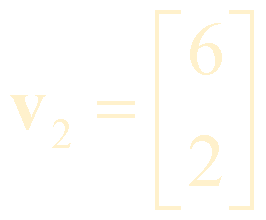 v₂ = [6
2]